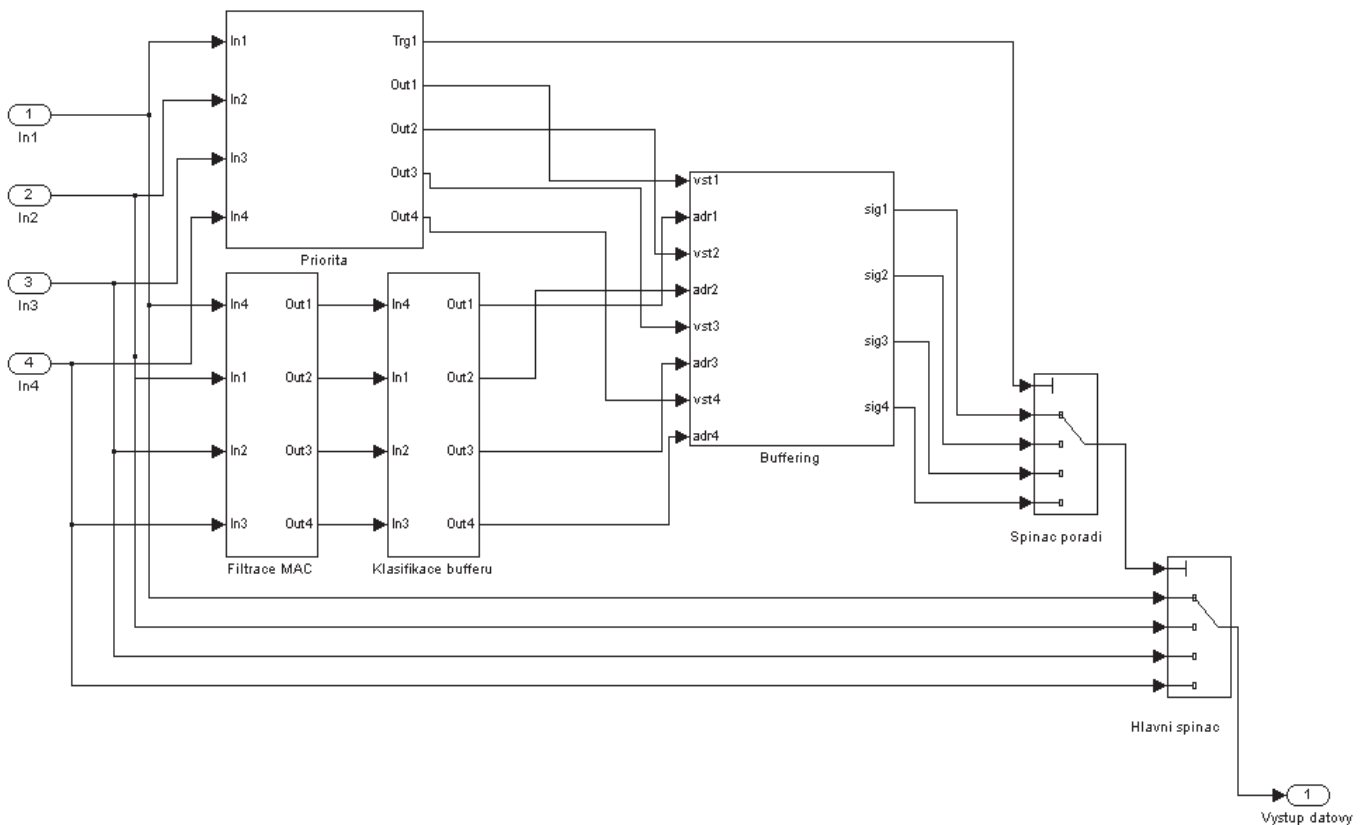 1
In1
2
In2
3
In3
4
In4
In1
In2
In3
In4
Trg1
Out1
Out2
Out3
Out4
Priorita
In4
In1
In2
In3
Out1
Out2
Out3
Out4
Filtrace MAC
In4
In1
In2
In3
Out1
Out2
Out3
Out4
Klasifikace bufferu
vst1
adr1
vst2
adr2
vst3
adr3
vst4
adr4
sig1
sig2
sig3
sig4
Buffering
Spinac poradi
Hlavni spinac
1
Vystup datovy